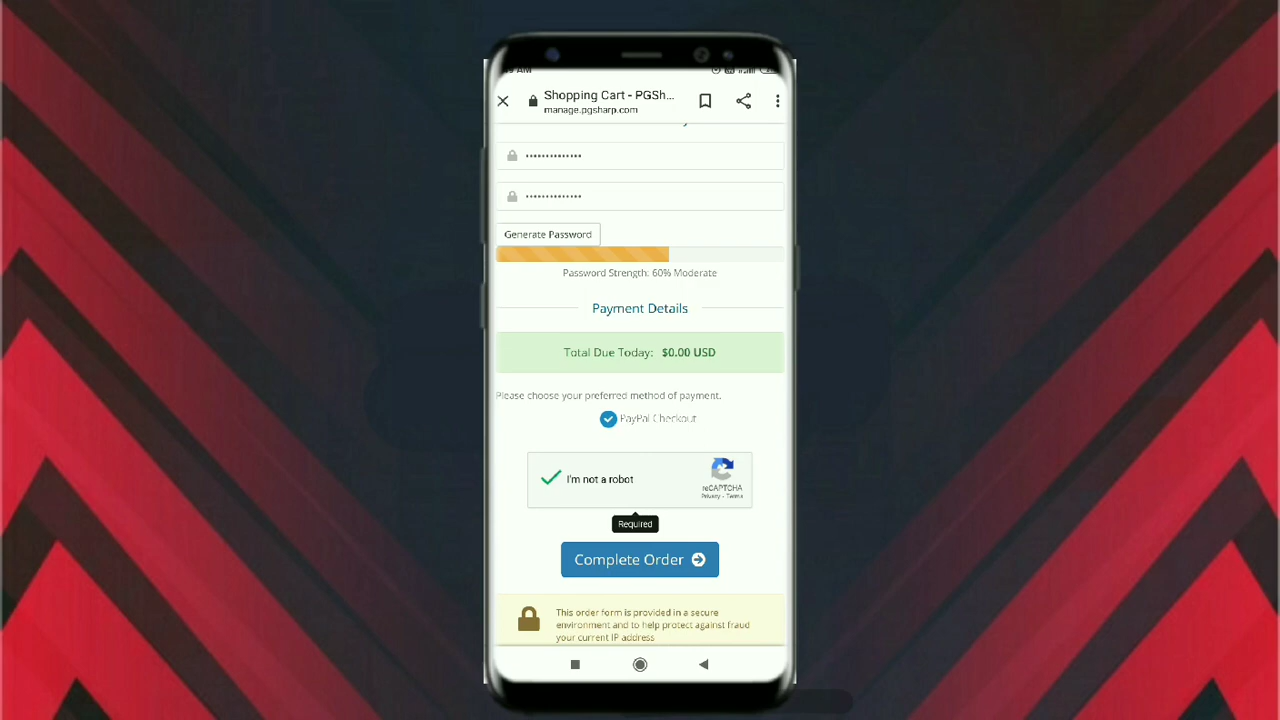 Shopping Cart - PGSh...
manage.pgsharp.com
••••••••••••••
••••••••••••••
Generate Password
Password Strength: 60% Moderate
Payment Details
Total Due Today: $0.00 USD
Please choose your preferred method of payment.
PayPal Checkout
I'm not a robot
reCAPTCHA
Privacy - Terms
Required
Complete Order
This order form is provided in a secure
environment and to help protect against fraud
your current IP address